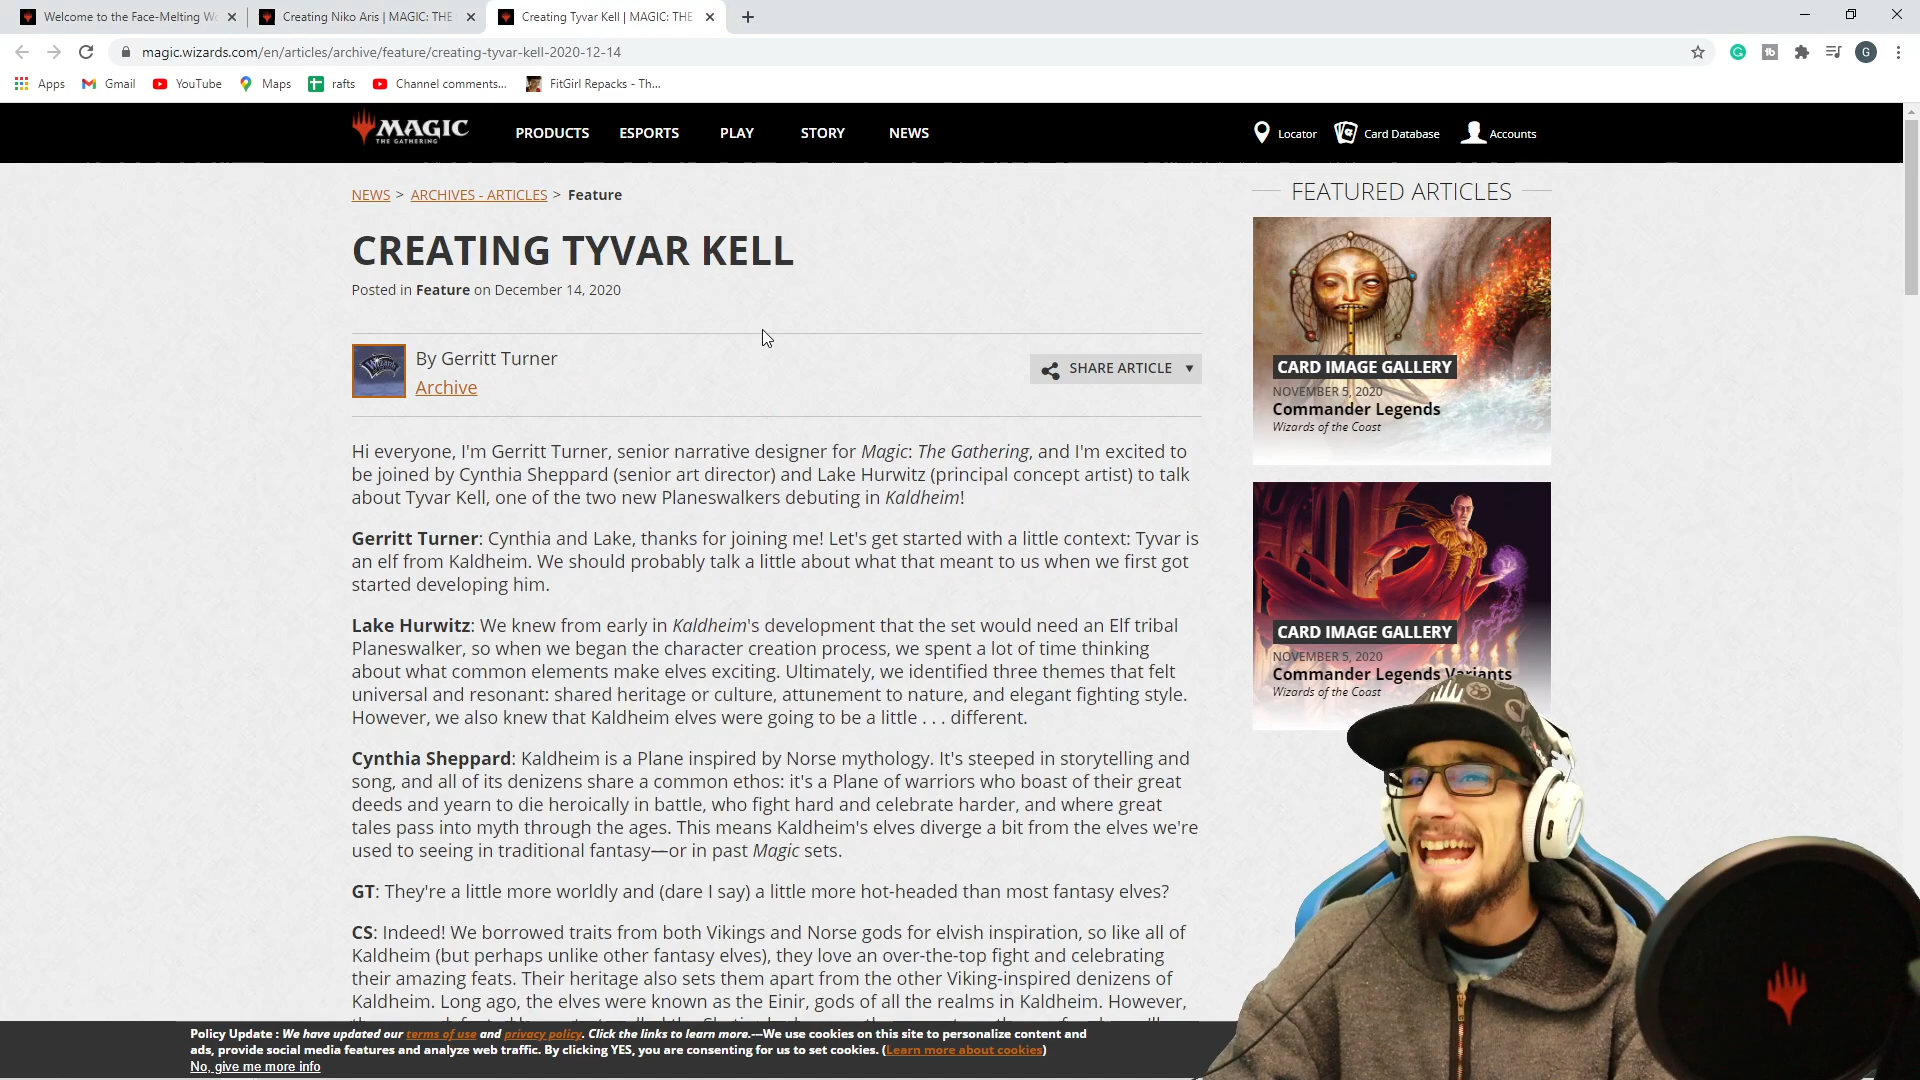 Welcome to the Face-Melting Wo
Creating Niko Aris | MAGIC: THE
Creating Tyvar Kell | MAGIC: THE
magic.wizards.com/en/articles/archive/feature/creating-tyvar-kell-2020-12-14
G
Apps
Gmail
YouTube
Maps
rafts
Channel comments...
FitGirl Repacks - Th...
MAGIC
THE GATHERING
PRODUCTS
ESPORTS
PLAY
STORY
NEWS
Locator
Card Database
Accounts
NEWS > ARCHIVES - ARTICLES > Feature
CREATING TYVAR KELL
Posted in Feature on December 14, 2020
By Gerritt Turner
Archive
SHARE ARTICLE
Hi everyone, I'm Gerritt Turner, senior narrative designer for Magic: The Gathering, and I'm excited to
be joined by Cynthia Sheppard (senior art director) and Lake Hurwitz (principal concept artist) to talk
about Tyvar Kell, one of the two new Planeswalkers debuting in Kaldheim!
Gerritt Turner: Cynthia and Lake, thanks for joining me! Let's get started with a little context: Tyvar is
an elf from Kaldheim. We should probably talk a little about what that meant to us when we first got
started developing him.
Lake Hurwitz: We knew from early in Kaldheim's development that the set would need an Elf tribal
Planeswalker, so when we began the character creation process, we spent a lot of time thinking
about what common elements make elves exciting. Ultimately, we identified three themes that felt
universal and resonant: shared heritage or culture, attunement to nature, and elegant fighting style.
However, we also knew that Kaldheim elves were going to be a little . . . different.
Cynthia Sheppard: Kaldheim is a Plane inspired by Norse mythology. It's steeped in storytelling and
song, and all of its denizens share a common ethos: it's a Plane of warriors who boast of their great
deeds and yearn to die heroically in battle, who fight hard and celebrate harder, and where great
tales pass into myth through the ages. This means Kaldheim's elves diverge a bit from the elves we're
used to seeing in traditional fantasy—or in past Magic sets.
GT: They're a little more worldly and (dare I say) a little more hot-headed than most fantasy elves?
CS: Indeed! We borrowed traits from both Vikings and Norse gods for elvish inspiration, so like all of
Kaldheim (but perhaps unlike other fantasy elves), they love an over-the-top fight and celebrating
their amazing feats. Their heritage also sets them apart from the other Viking-inspired denizens of
Kaldheim. Long ago, the elves were known as the Einir, gods of all the realms in Kaldheim. However,
FEATURED ARTICLES
CARD IMAGE GALLERY
NOVEMBER 5, 2020
Commander Legends
Wizards of the Coast
CARD IMAGE GALLERY
NOVEMBER 5, 2020
Commander Legends Variants
Wizards of the Coast
Policy Update : We have updated our terms of use and privacy policy. Click the links to learn more.---We use cookies on this site to personalize content and
ads, provide social media features and analyze web traffic. By clicking YES, you are consenting for us to set cookies. (Learn more about cookies)
No, give me more info